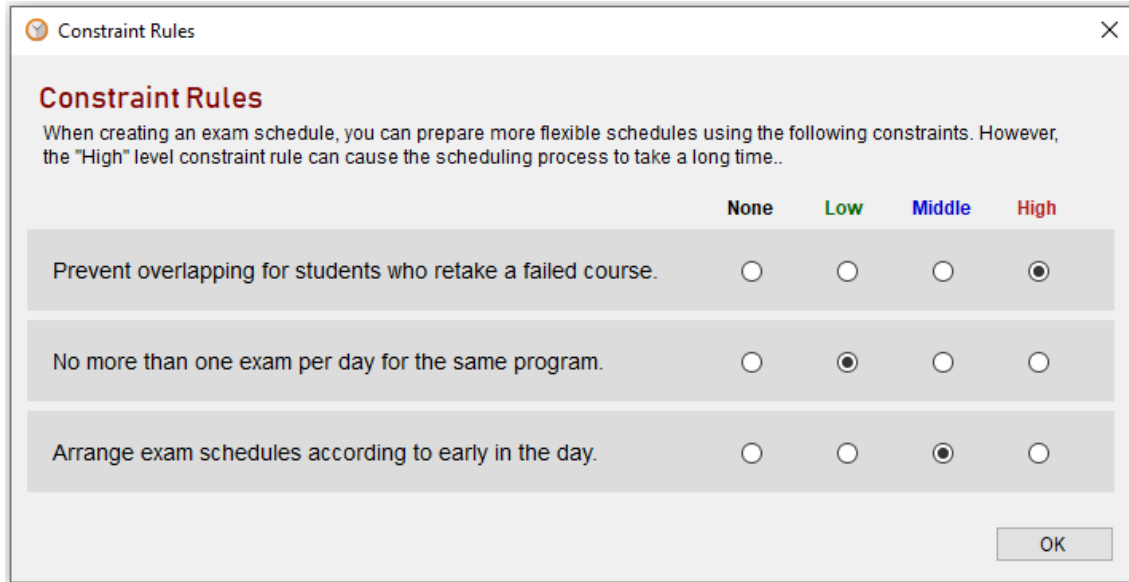 Constraint Rules
Constraint Rules
When creating an exam schedule, you can prepare more flexible schedules using the following constraints. However,
the "High" level constraint rule can cause the scheduling process to take a long time..
None Low Middle High
Prevent overlapping for students who retake a failed course.
No more than one exam per day for the same program.
Arrange exam schedules according to early in the day.
OK